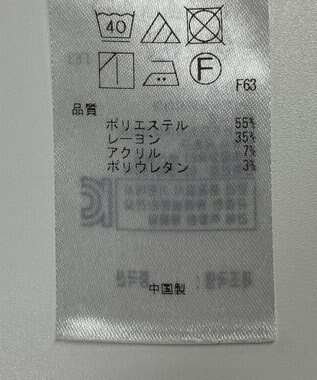 40
F
F63
品質
ポリエステル 55%
レーヨン 35%
アクリル 7%
ポリウレタン 3%
中国製